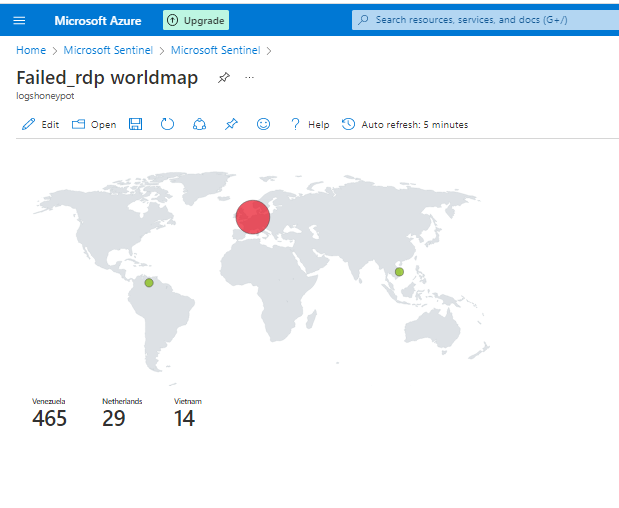 Microsoft Azure
Upgrade
Search resources, services, and docs (G+/)
Home > Microsoft Sentinel > Microsoft Sentinel >
Failed_rdp worldmap
...
logshoneypot
Edit Open ? Help Auto refresh: 5 minutes
Venezuela Netherlands Vietnam
465 29 14